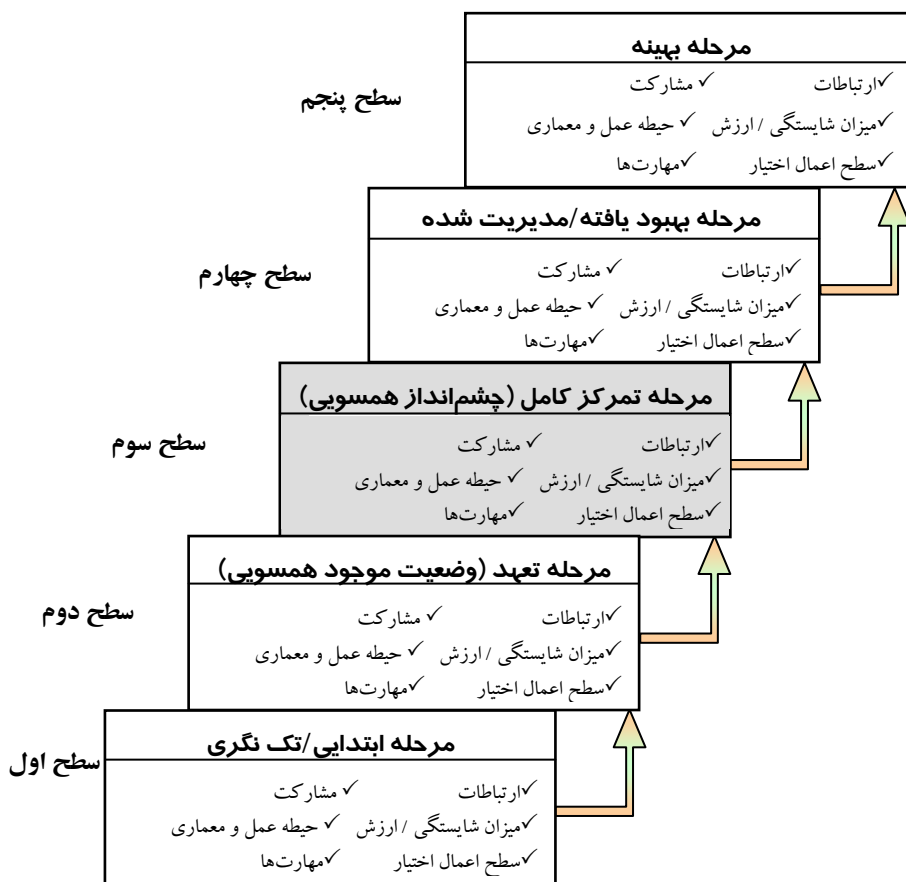 مرحله بهینه
سطح پنجم
✓ارتباطات ✓ مشارکت
✓میزان شایستگی / ارزش ✓ حیطه عمل و معماری
✓سطح اعمال اختیار ✓مهارت‌ها
مرحله بهبود یافته/مدیریت شده
سطح چهارم
✓ارتباطات ✓ مشارکت
✓میزان شایستگی / ارزش ✓ حیطه عمل و معماری
✓سطح اعمال اختیار ✓مهارت‌ها
مرحله تمرکز کامل (چشم‌انداز همسویی)
سطح سوم
✓ارتباطات ✓ مشارکت
✓میزان شایستگی / ارزش ✓ حیطه عمل و معماری
✓سطح اعمال اختیار ✓مهارت‌ها
مرحله تعهد (وضعیت موجود همسویی)
سطح دوم
✓ارتباطات ✓ مشارکت
✓میزان شایستگی / ارزش ✓ حیطه عمل و معماری
✓سطح اعمال اختیار ✓مهارت‌ها
مرحله ابتدایی/تک نگری
سطح اول
✓ارتباطات ✓ مشارکت
✓میزان شایستگی / ارزش ✓ حیطه عمل و معماری
✓سطح اعمال اختیار ✓مهارت‌ها